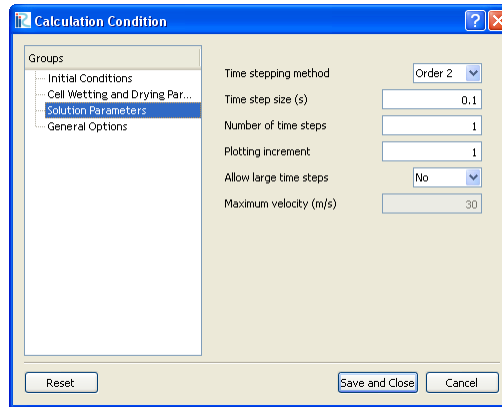 Calculation Condition
Groups
Initial Conditions
Cell Wetting and Drying Par...
Solution Parameters
General Options
Time stepping method Order 2
Time step size (s) 0.1
Number of time steps 1
Plotting increment 1
Allow large time steps No
Maximum velocity (m/s) 30
Reset Save and Close Cancel